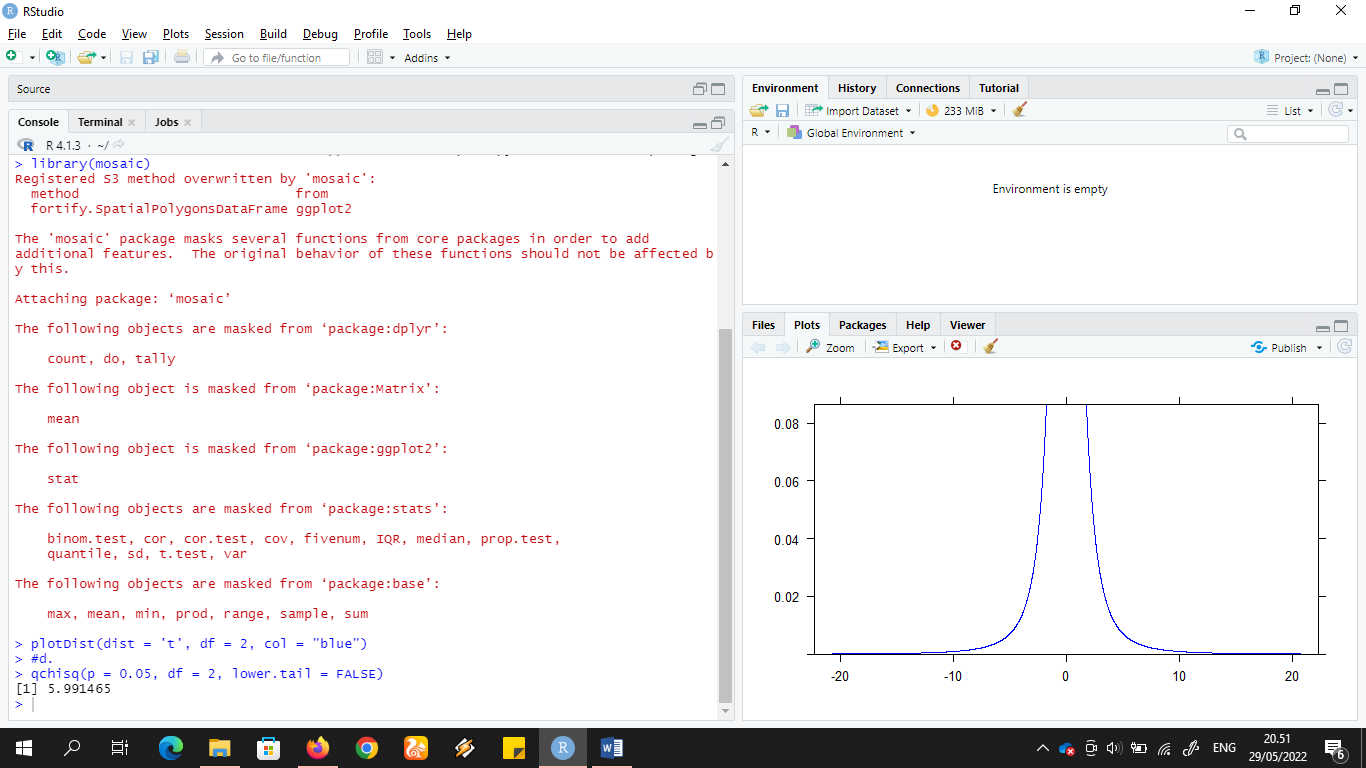 RStudio
File Edit Code View Plots Session Build Debug Profile Tools Help
Go to file/function
Addins
Project: (None)
Source
Console Terminal Jobs
R 4.1.3 · ~/
> library(mosaic)
Registered S3 method overwritten by 'mosaic':
method from
fortify.SpatialPolygonsDataFrame ggplot2
The 'mosaic' package masks several functions from core packages in order to add
additional features. The original behavior of these functions should not be affected b
y this.
Attaching package: ‘mosaic’
The following objects are masked from ‘package:dplyr’:
count, do, tally
The following object is masked from ‘package:Matrix’:
mean
The following object is masked from ‘package:ggplot2’:
stat
The following objects are masked from ‘package:stats’:
binom.test, cor, cor.test, cov, fivenum, IQR, median, prop.test,
quantile, sd, t.test, var
The following objects are masked from ‘package:base’:
max, mean, min, prod, range, sample, sum
> plotDist(dist = 't', df = 2, col = "blue")
> #d.
> qchisq(p = 0.05, df = 2, lower.tail = FALSE)
[1] 5.991465
>
Environment History Connections Tutorial
Import Dataset 233 MiB List
R Global Environment
Environment is empty
Files Plots Packages Help Viewer
Zoom Export Publish
0.08
0.06
0.04
0.02
-20 -10 0 10 20
ENG
20.51
29/05/2022
6